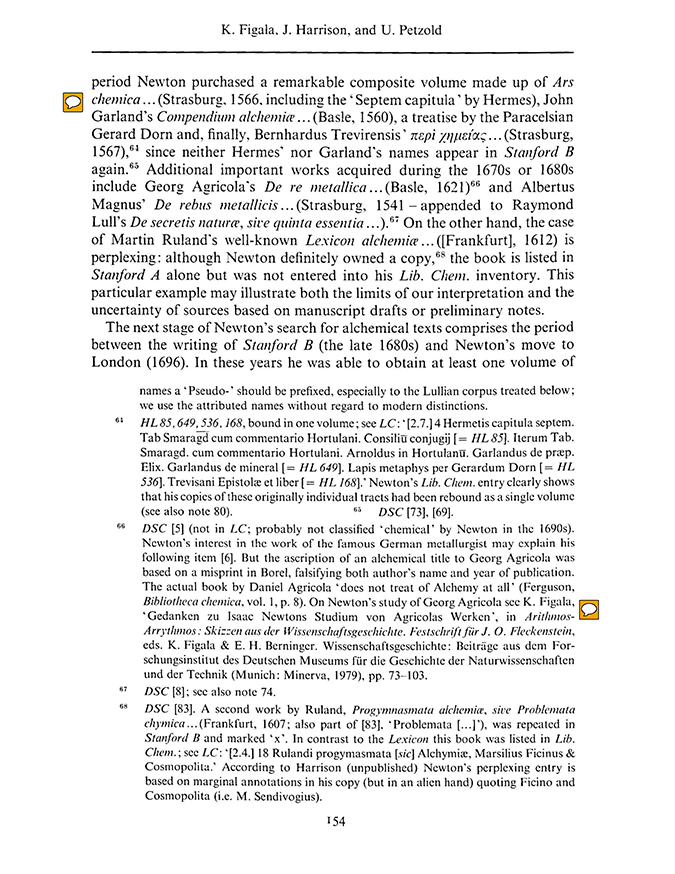 K. Figala, J. Harrison, and U. Petzold
period Newton purchased a remarkable composite volume made up of Ars
chemica...(Strasburg, 1566, including the ‘Septem capitula’ by Hermes), John
Garland's Compendium alchemiæ...(Basle, 1560), a treatise by the Paracelsian
Gerard Dorn and, finally, Bernhardus Trevirensis’ περὶ χημείας...(Strasburg,
1567),⁶⁴ since neither Hermes' nor Garland's names appear in Stanford B
again.⁶⁵ Additional important works acquired during the 1670s or 1680s
include Georg Agricola's De re metallica...(Basle, 1621)⁶⁶ and Albertus
Magnus' De rebus metallicis...(Strasburg, 1541 – appended to Raymond
Lull's De secretis naturæ, sive quinta essentia...).⁶⁷ On the other hand, the case
of Martin Ruland's well-known Lexicon alchemiæ...([Frankfurt], 1612) is
perplexing: although Newton definitely owned a copy,⁶⁸ the book is listed in
Stanford A alone but was not entered into his Lib. Chem. inventory. This
particular example may illustrate both the limits of our interpretation and the
uncertainty of sources based on manuscript drafts or preliminary notes.
The next stage of Newton's search for alchemical texts comprises the period
between the writing of Stanford B (the late 1680s) and Newton's move to
London (1696). In these years he was able to obtain at least one volume of
names a ‘Pseudo-’ should be prefixed, especially to the Lullian corpus treated below;
we use the attributed names without regard to modern distinctions.
⁶⁴ HL 85, 649, 536, 168, bound in one volume; see LC: ‘[2.7.] 4 Hermetis capitula septem.
Tab Smaragd cum commentario Hortulani. Consiliū conjugij [= HL 85]. Iterum Tab.
Smaragd. cum commentario Hortulani. Arnoldus in Hortulanū. Garlandus de præp.
Elix. Garlandus de mineral [= HL 649]. Lapis metaphys per Gerardum Dorn [= HL
536]. Trevisani Epistolæ et liber [= HL 168].’ Newton's Lib. Chem. entry clearly shows
that his copies of these originally individual tracts had been rebound as a single volume
(see also note 80). ⁶⁵ DSC [73], [69].
⁶⁶ DSC [5] (not in LC; probably not classified ‘chemical’ by Newton in the 1690s).
Newton's interest in the work of the famous German metallurgist may explain his
following item [6]. But the ascription of an alchemical title to Georg Agricola was
based on a misprint in Borel, falsifying both author's name and year of publication.
The actual book by Daniel Agricola ‘does not treat of Alchemy at all’ (Ferguson,
Bibliotheca chemica, vol. 1, p. 8). On Newton's study of Georg Agricola see K. Figala,
‘Gedanken zu Isaac Newtons Studium von Agricolas Werken’, in Arithmos-
Arrythmos: Skizzen aus der Wissenschaftsgeschichte. Festschrift für J. O. Fleckenstein,
eds. K. Figala & E. H. Berninger. Wissenschaftsgeschichte: Beiträge aus dem For-
schungsinstitut des Deutschen Museums für die Geschichte der Naturwissenschaften
und der Technik (Munich: Minerva, 1979), pp. 73–103.
⁶⁷ DSC [8]; see also note 74.
⁶⁸ DSC [83]. A second work by Ruland, Progymnasmata alchemiæ, sive Problemata
chymica...(Frankfurt, 1607; also part of [83], ‘Problemata [...]’), was repeated in
Stanford B and marked ‘x’. In contrast to the Lexicon this book was listed in Lib.
Chem.; see LC: ‘[2.4.] 18 Rulandi progymasmata [sic] Alchymiæ, Marsilius Ficinus &
Cosmopolita.’ According to Harrison (unpublished) Newton's perplexing entry is
based on marginal annotations in his copy (but in an alien hand) quoting Ficino and
Cosmopolita (i.e. M. Sendivogius).
154